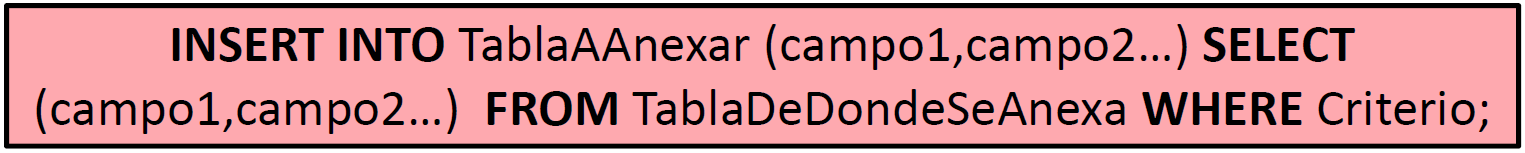 INSERT INTO TablaAAnexar (campo1,campo2…) SELECT
(campo1,campo2…) FROM TablaDeDondeSeAnexa WHERE Criterio;